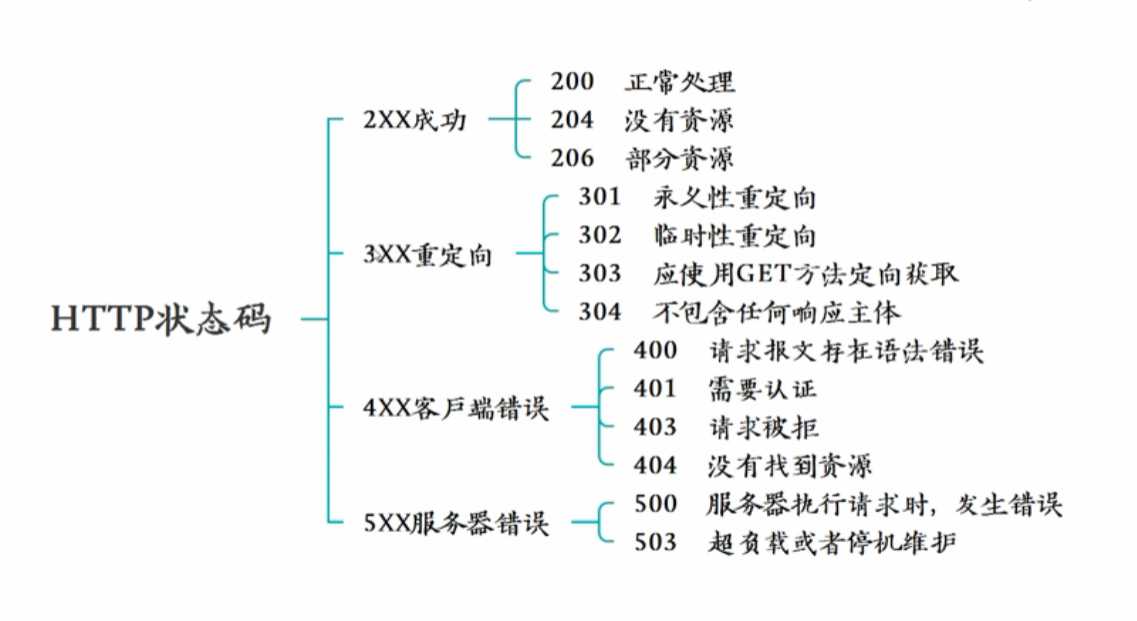 HTTP状态码
2XX成功
200 正常处理
204 没有资源
206 部分资源
3XX重定向
301 永义性重定向
302 临时性重定向
303 应使用GET方法定向获取
304 不包含任何响应主体
4XX客户端错误
400 请求报文存在语法错误
401 需要认证
403 请求被拒
404 没有找到资源
5XX服务器错误
500 服务器执行请求时，发生错误
503 超负载或者停机维护